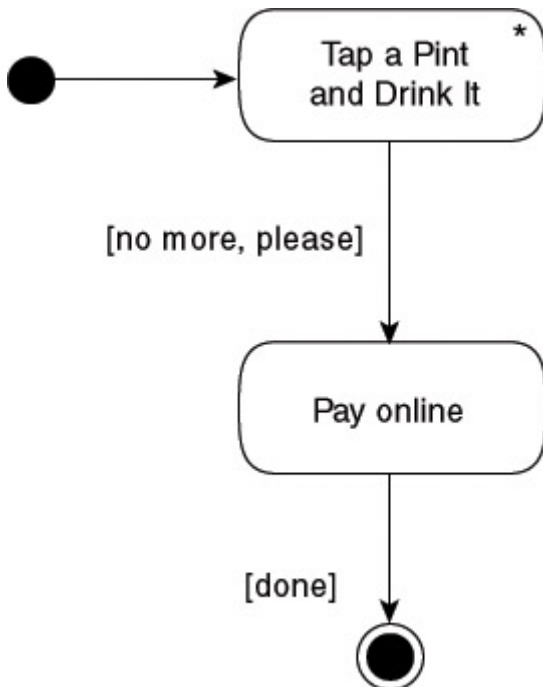 *
Tap a Pint
and Drink It
[no more, please]
Pay online
[done]